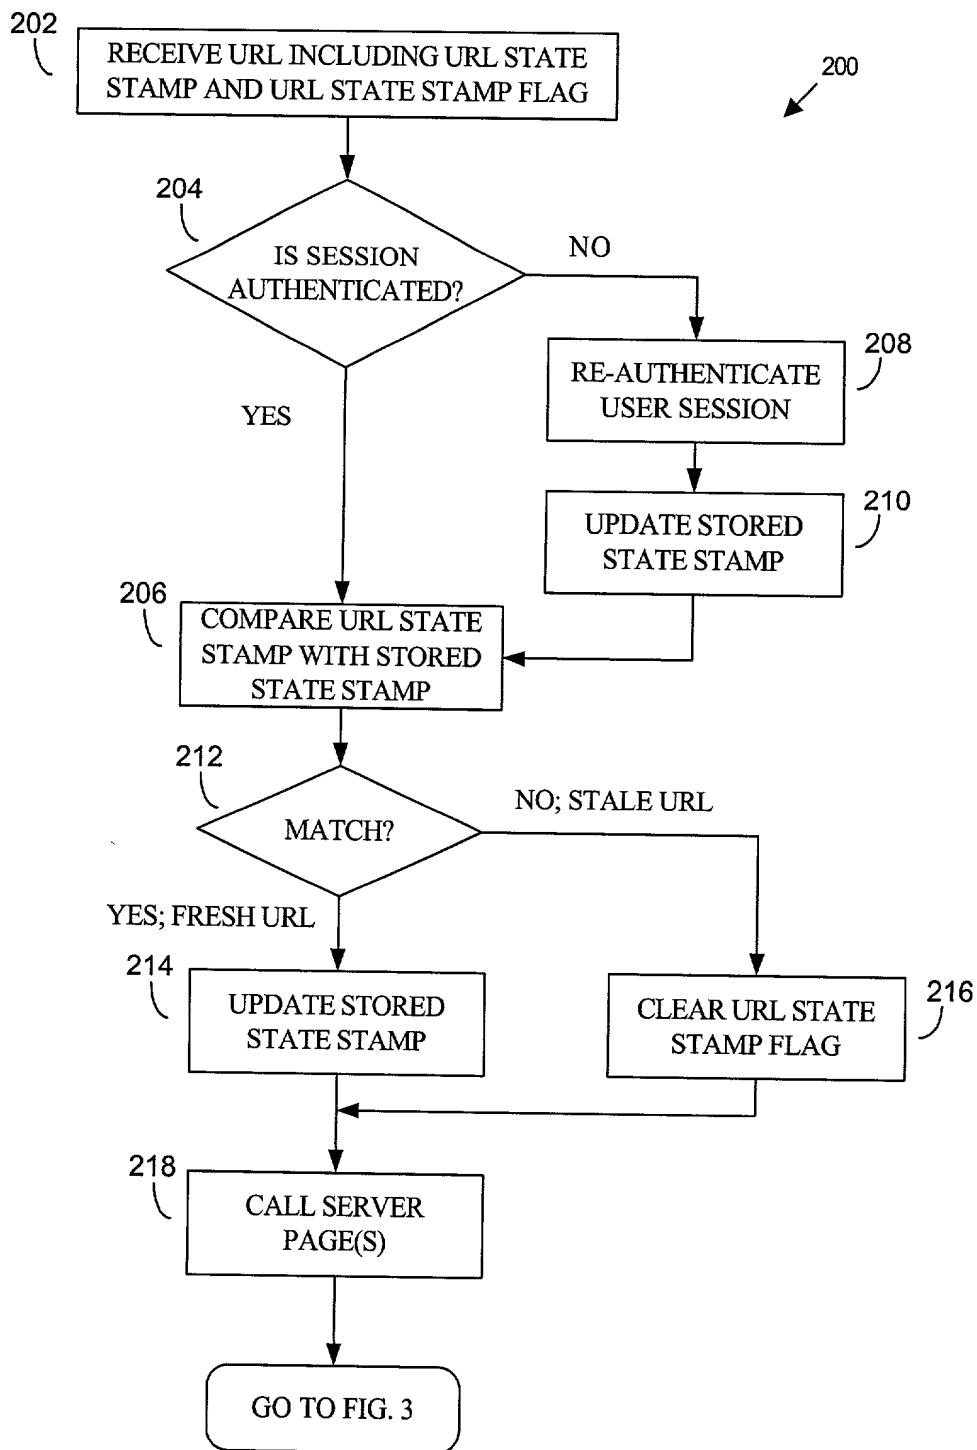 202
RECEIVE URL INCLUDING URL STATE
STAMP AND URL STATE STAMP FLAG
200
204
IS SESSION
AUTHENTICATED?
NO
YES
208
RE-AUTHENTICATE
USER SESSION
210
UPDATE STORED
STATE STAMP
206
COMPARE URL STATE
STAMP WITH STORED
STATE STAMP
212
MATCH?
NO; STALE URL
YES; FRESH URL
214
UPDATE STORED
STATE STAMP
216
CLEAR URL STATE
STAMP FLAG
218
CALL SERVER
PAGE(S)
GO TO FIG. 3